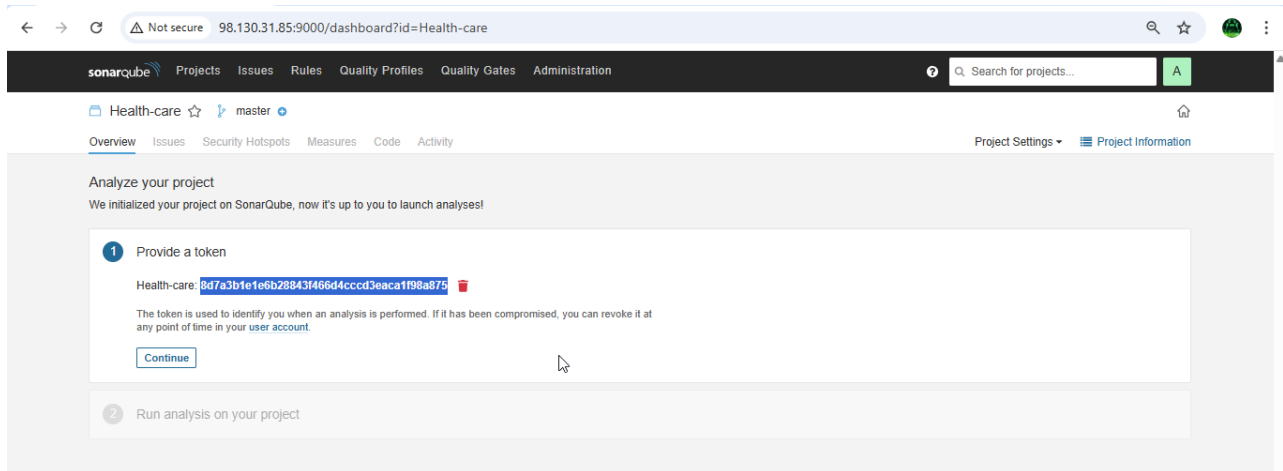 Not secure 98.130.31.85:9000/dashboard?id=Health-care
sonarqube Projects Issues Rules Quality Profiles Quality Gates Administration ? Search for projects... A
Health-care master
Overview Issues Security Hotspots Measures Code Activity Project Settings Project Information
Analyze your project
We initialized your project on SonarQube, now it's up to you to launch analyses!
1 Provide a token
Health-care: 8d7a3b1e1e6b28843f466d4cccd3eaca1f98a875
The token is used to identify you when an analysis is performed. If it has been compromised, you can revoke it at
any point of time in your user account.
Continue
2 Run analysis on your project